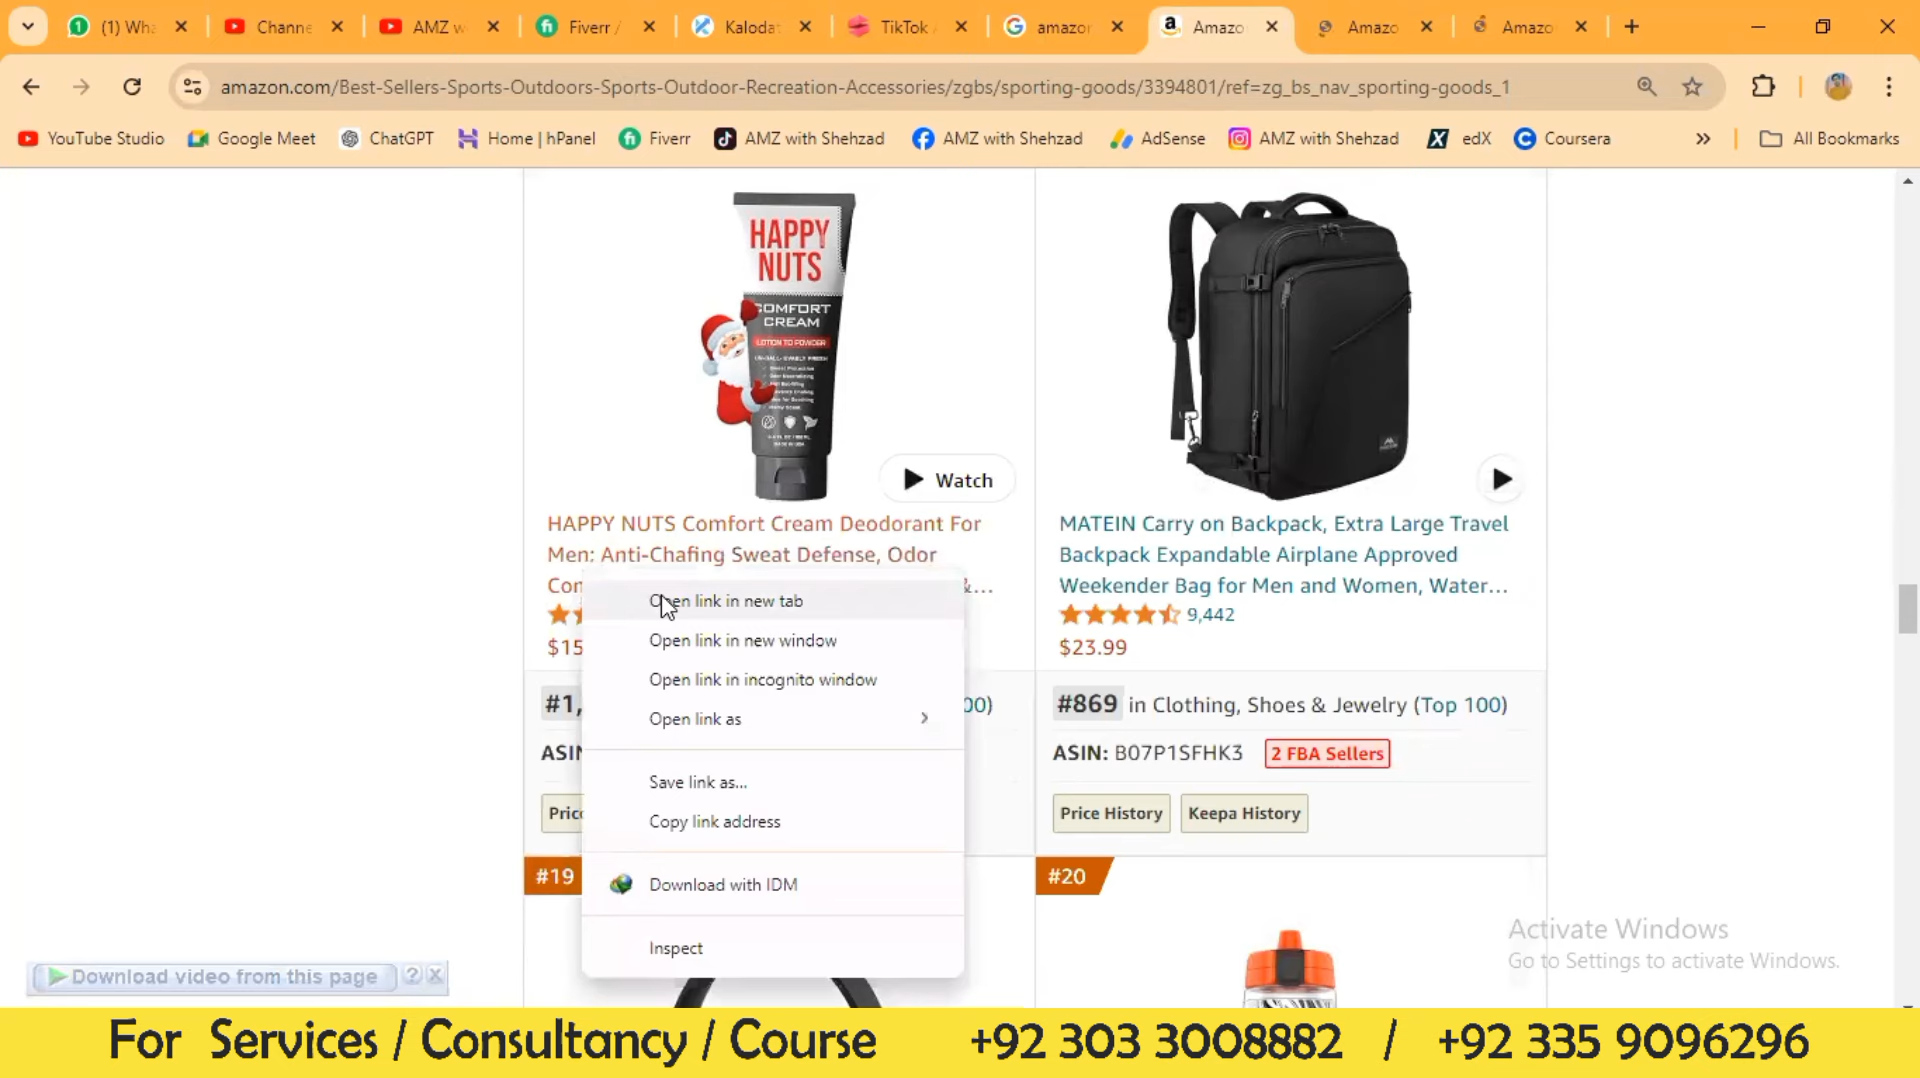 (1) Wha
Channe
AMZ w
Fiverr /
Kalodat
TikTok
amazon
Amazo
Amazo
Amazo
amazon.com/Best-Sellers-Sports-Outdoors-Sports-Outdoor-Recreation-Accessories/zgbs/sporting-goods/3394801/ref=zg_bs_nav_sporting-goods_1
YouTube Studio
Google Meet
ChatGPT
Home | hPanel
Fiverr
AMZ with Shehzad
AMZ with Shehzad
AdSense
AMZ with Shehzad
edX
Coursera
All Bookmarks
HAPPY
NUTS
COMFORT
CREAM
LOTION TO POWDER
Watch
HAPPY NUTS Comfort Cream Deodorant For
Men: Anti-Chafing Sweat Defense, Odor
Con
&...
$15
#1,
00)
ASIN
Price
Open link in new tab
Open link in new window
Open link in incognito window
Open link as
Save link as...
Copy link address
Download with IDM
Inspect
MATEIN Carry on Backpack, Extra Large Travel
Backpack Expandable Airplane Approved
Weekender Bag for Men and Women, Water...
9,442
$23.99
#869 in Clothing, Shoes & Jewelry (Top 100)
ASIN: B07P1SFHK3 2 FBA Sellers
Price History Keepa History
#19
#20
Activate Windows
Go to Settings to activate Windows.
Download video from this page ? X
For Services / Consultancy / Course +92 303 3008882 / +92 335 9096296